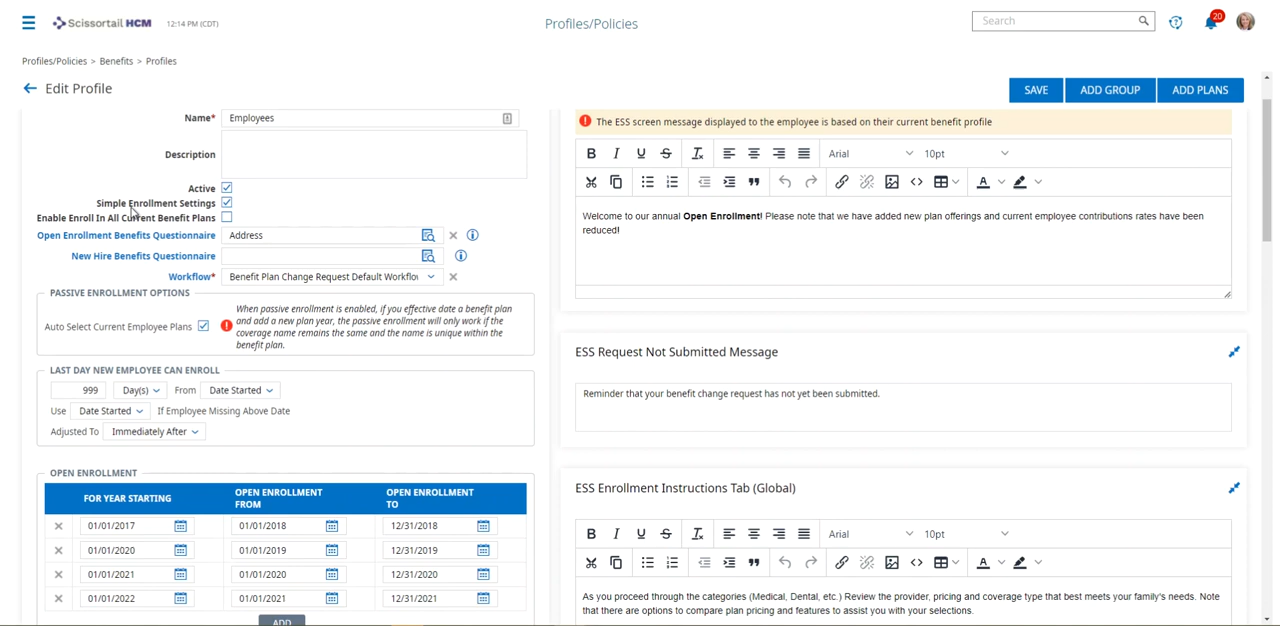 Scissortail HCM
12:14 PM (CDT)
Profiles/Policies
Search
20
Profiles/Policies > Benefits > Profiles
Edit Profile
SAVE
ADD GROUP
ADD PLANS
Name* Employees
Description
Active
Simple Enrollment Settings
Enable Enroll In All Current Benefit Plans
Open Enrollment Benefits Questionnaire Address
New Hire Benefits Questionnaire
Workflow* Benefit Plan Change Request Default Workflow
PASSIVE ENROLLMENT OPTIONS
Auto Select Current Employee Plans
When passive enrollment is enabled, if you effective date a benefit plan
and add a new plan year, the passive enrollment will only work if the
coverage name remains the same and the name is unique within the
benefit plan.
LAST DAY NEW EMPLOYEE CAN ENROLL
999 Day(s) From Date Started
Use Date Started If Employee Missing Above Date
Adjusted To Immediately After
OPEN ENROLLMENT
FOR YEAR STARTING
OPEN ENROLLMENT
FROM
OPEN ENROLLMENT
TO
01/01/2017 01/01/2018 12/31/2018
01/01/2020 01/01/2019 12/31/2019
01/01/2021 01/01/2020 12/31/2020
01/01/2022 01/01/2021 12/31/2021
ADD
The ESS screen message displayed to the employee is based on their current benefit profile
B I U S Arial 10pt
A
Welcome to our annual Open Enrollment! Please note that we have added new plan offerings and current employee contributions rates have been
reduced!
ESS Request Not Submitted Message
Reminder that your benefit change request has not yet been submitted.
ESS Enrollment Instructions Tab (Global)
B I U S Arial 10pt
A
As you proceed through the categories (Medical, Dental, etc.) Review the provider, pricing and coverage type that best meets your family's needs. Note
that there are options to compare plan pricing and features to assist you with your selections.